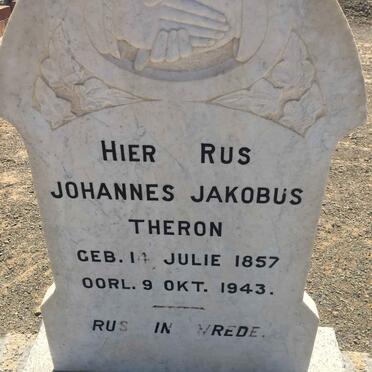 HIER RUS
JOHANNES JAKOBUS
THERON
GEB. 14 JULIE 1857
OORL. 9 OKT. 1943.
RUS IN VREDE.